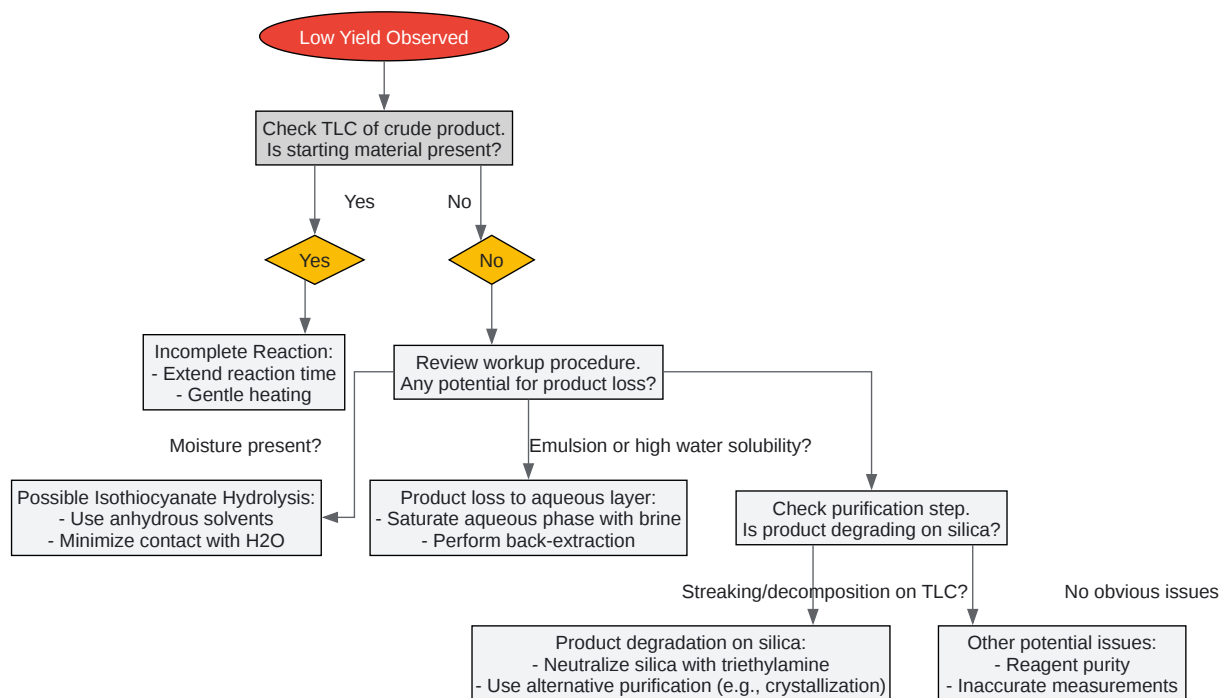 Low Yield Observed
Check TLC of crude product.
Is starting material present?
Yes
No
Yes
No
Incomplete Reaction:
- Extend reaction time
- Gentle heating
Review workup procedure.
Any potential for product loss?
Moisture present?
Emulsion or high water solubility?
Possible Isothiocyanate Hydrolysis:
- Use anhydrous solvents
- Minimize contact with H2O
Product loss to aqueous layer:
- Saturate aqueous phase with brine
- Perform back-extraction
Check purification step.
Is product degrading on silica?
Streaking/decomposition on TLC?
No obvious issues
Product degradation on silica:
- Neutralize silica with triethylamine
- Use alternative purification (e.g., crystallization)
Other potential issues:
- Reagent purity
- Inaccurate measurements